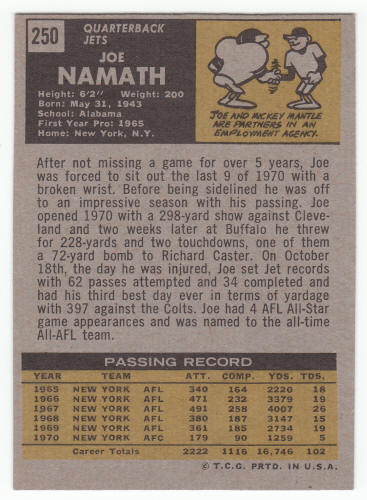 250
QUARTERBACK
JETS
JOE
NAMATH
Height: 6'2" Weight: 200
Born: May 31, 1943
School: Alabama
First Year Pro: 1965
Home: New York, N.Y.
JOE AND MICKEY MANTLE
ARE PARTNERS IN
AN EMPLOYMENT
AGENCY.
After not missing a game for over 5 years, Joe
was forced to sit out the last 9 of 1970 with a
broken wrist. Before being sidelined he was off
to an impressive season with his passing. Joe
opened 1970 with a 298-yard show against Cleve-
land and two weeks later at Buffalo he threw
for 228-yards and two touchdowns, one of them
a 72-yard bomb to Richard Caster. On October
18th, the day he was injured, Joe set Jet records
with 62 passes attempted and 34 completed and
had his third best day ever in terms of yardage
with 397 against the Colts. Joe had 4 AFL All-Star
game appearances and was named to the all-time
All-AFL team.
PASSING RECORD
YEAR TEAM ATT. COMP. YDS. TDS.
1965 NEW YORK AFL 340 164 2220 18
1966 NEW YORK AFL 471 232 3379 19
1967 NEW YORK AFL 491 258 4007 26
1968 NEW YORK AFL 380 187 3147 15
1969 NEW YORK AFL 361 185 2734 19
1970 NEW YORK AFC 179 90 1259 5
Career Totals 2222 1116 16,746 102
© T.C.G. PRTD. IN U.S.A.